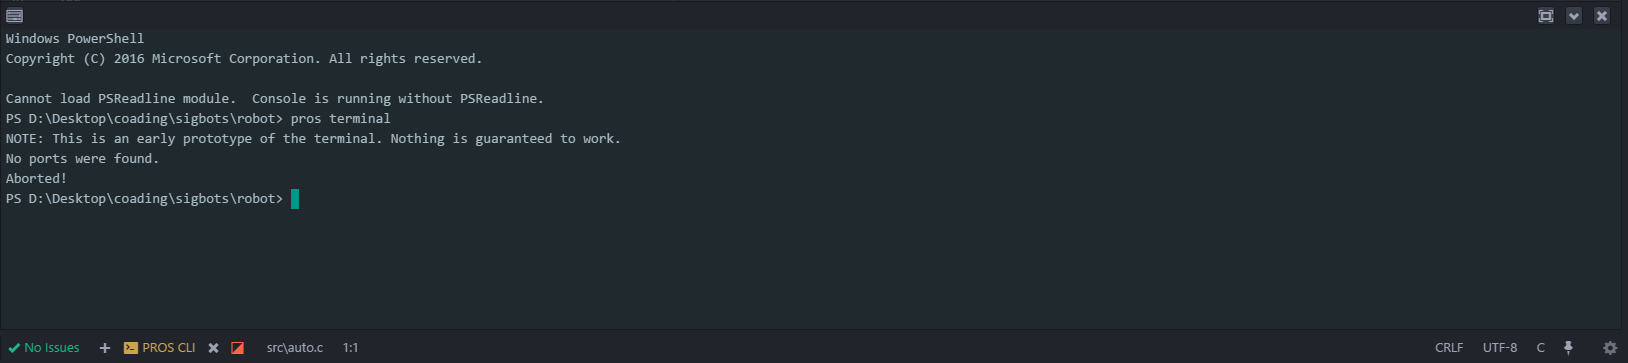 Windows PowerShell
Copyright (C) 2016 Microsoft Corporation. All rights reserved.
Cannot load PSReadline module.  Console is running without PSReadline.
PS D:\Desktop\coading\sigbots\robot> pros terminal
NOTE: This is an early prototype of the terminal. Nothing is guaranteed to work.
No ports were found.
Aborted!
PS D:\Desktop\coading\sigbots\robot>
No Issues + PROS CLI src\auto.c 1:1 CRLF UTF-8 C